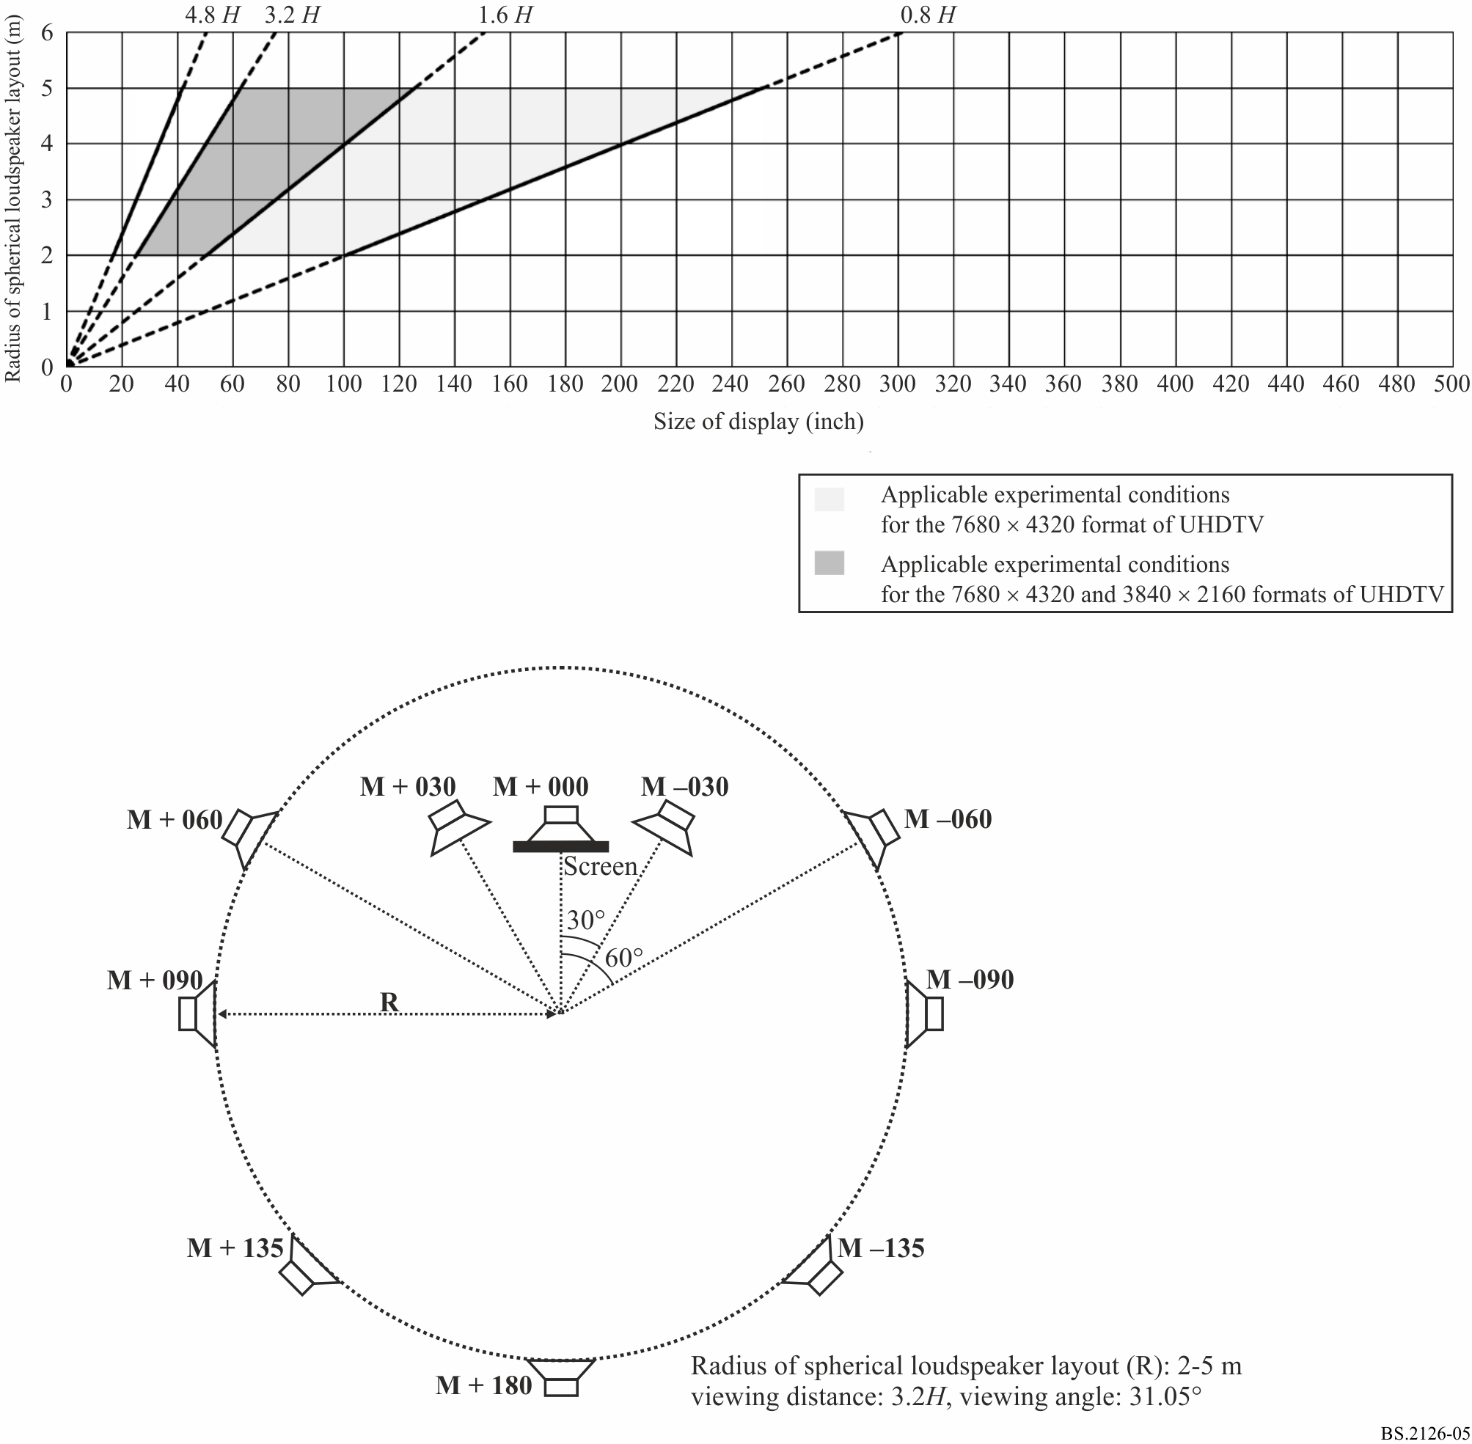 4.8 H 3.2 H 1.6 H 0.8 H
Radius of spherical loudspeaker layout (m)
6
5
4
3
2
1
0
0 20 40 60 80 100 120 140 160 180 200 220 240 260 280 300 320 340 360 380 400 420 440 460 480 500
Size of display (inch)
Applicable experimental conditions
for the 7680 × 4320 format of UHDTV
Applicable experimental conditions
for the 7680 × 4320 and 3840 × 2160 formats of UHDTV
M + 030 M + 000 M –030
M + 060 M –060
Screen
30°
60°
M + 090 M –090
R
M + 135 M –135
M + 180
Radius of spherical loudspeaker layout (R): 2-5 m
viewing distance: 3.2H, viewing angle: 31.05°
BS.2126-05